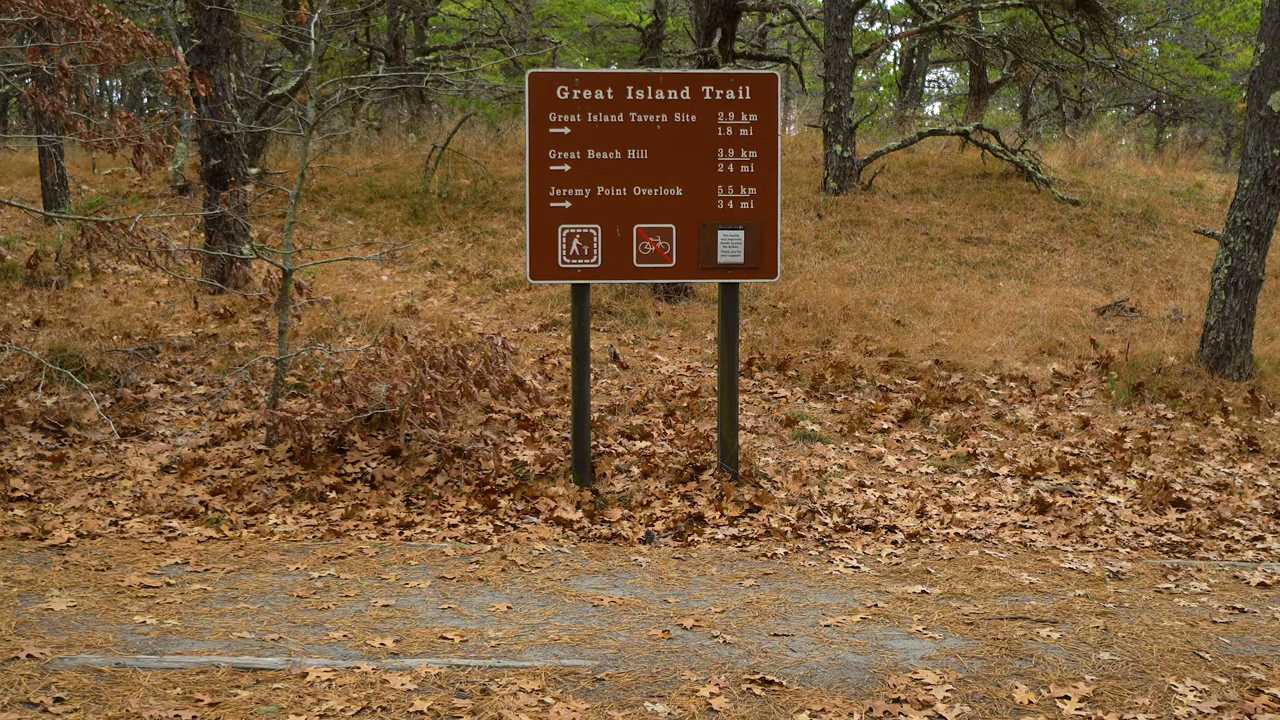 Great Island Trail
Great Island Tavern Site 2.9 km
1.8 mi
Great Beach Hill 3.9 km
2 4 mi
Jeremy Point Overlook 5 5 km
3 4 mi